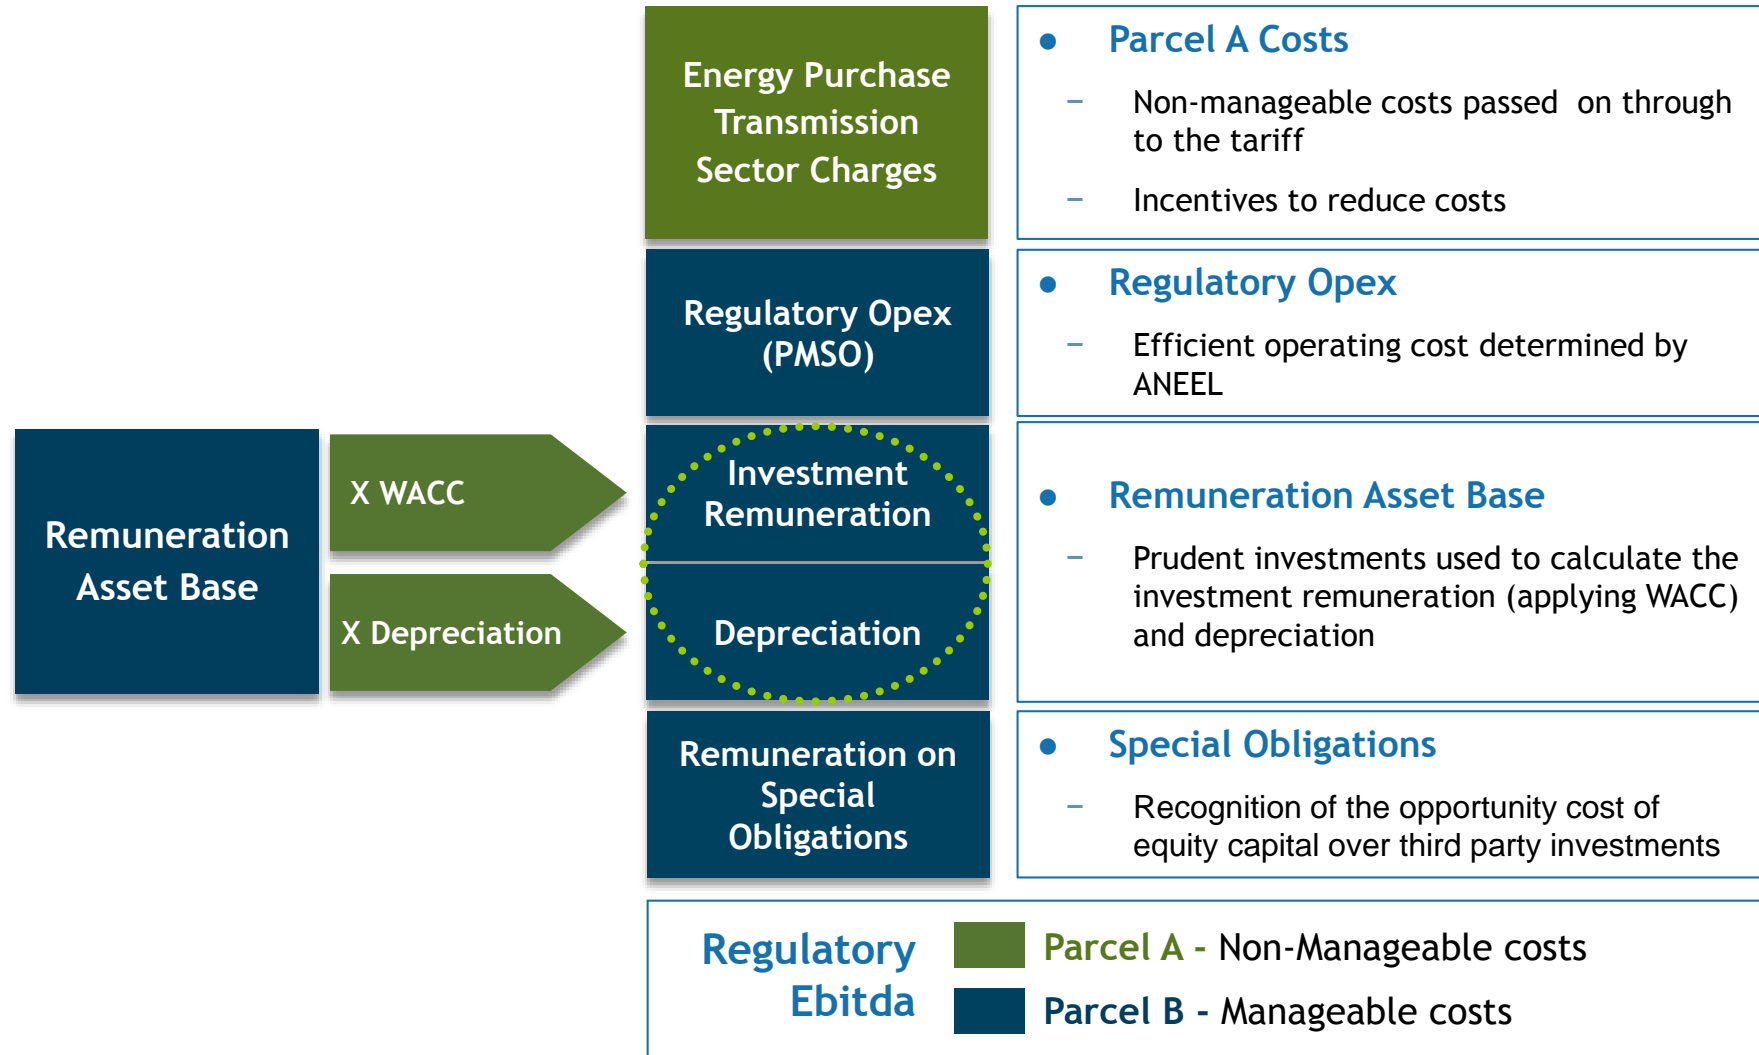 Energy Purchase
Transmission
Sector Charges
● Parcel A Costs
– Non-manageable costs passed on through
to the tariff
– Incentives to reduce costs
Regulatory Opex
(PMSO)
● Regulatory Opex
– Efficient operating cost determined by
ANEEL
Remuneration
Asset Base
X WACC
X Depreciation
Investment
Remuneration
Depreciation
● Remuneration Asset Base
– Prudent investments used to calculate the
investment remuneration (applying WACC)
and depreciation
Remuneration on
Special
Obligations
● Special Obligations
– Recognition of the opportunity cost of
equity capital over third party investments
Regulatory
Ebitda
Parcel A - Non-Manageable costs
Parcel B - Manageable costs